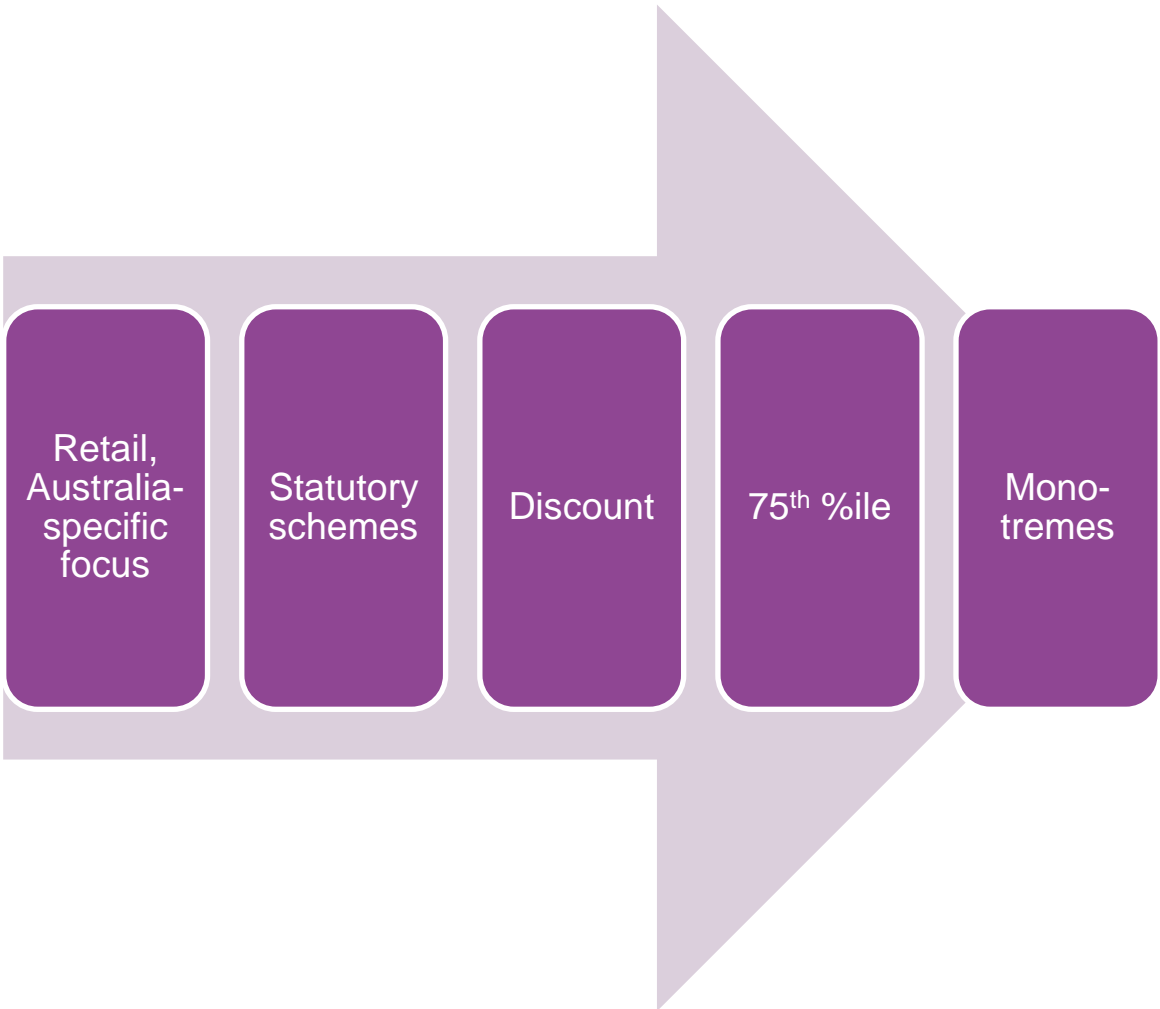 Retail,
Australia-
specific
focus
Statutory
schemes
Discount
75th %ile
Mono-
tremes